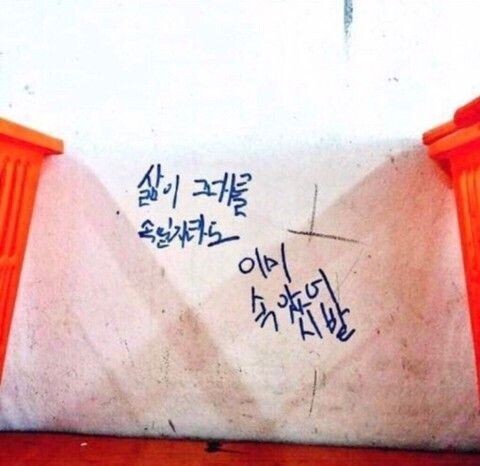 삶이 그대를
속일지라도
이미
속았어
시발